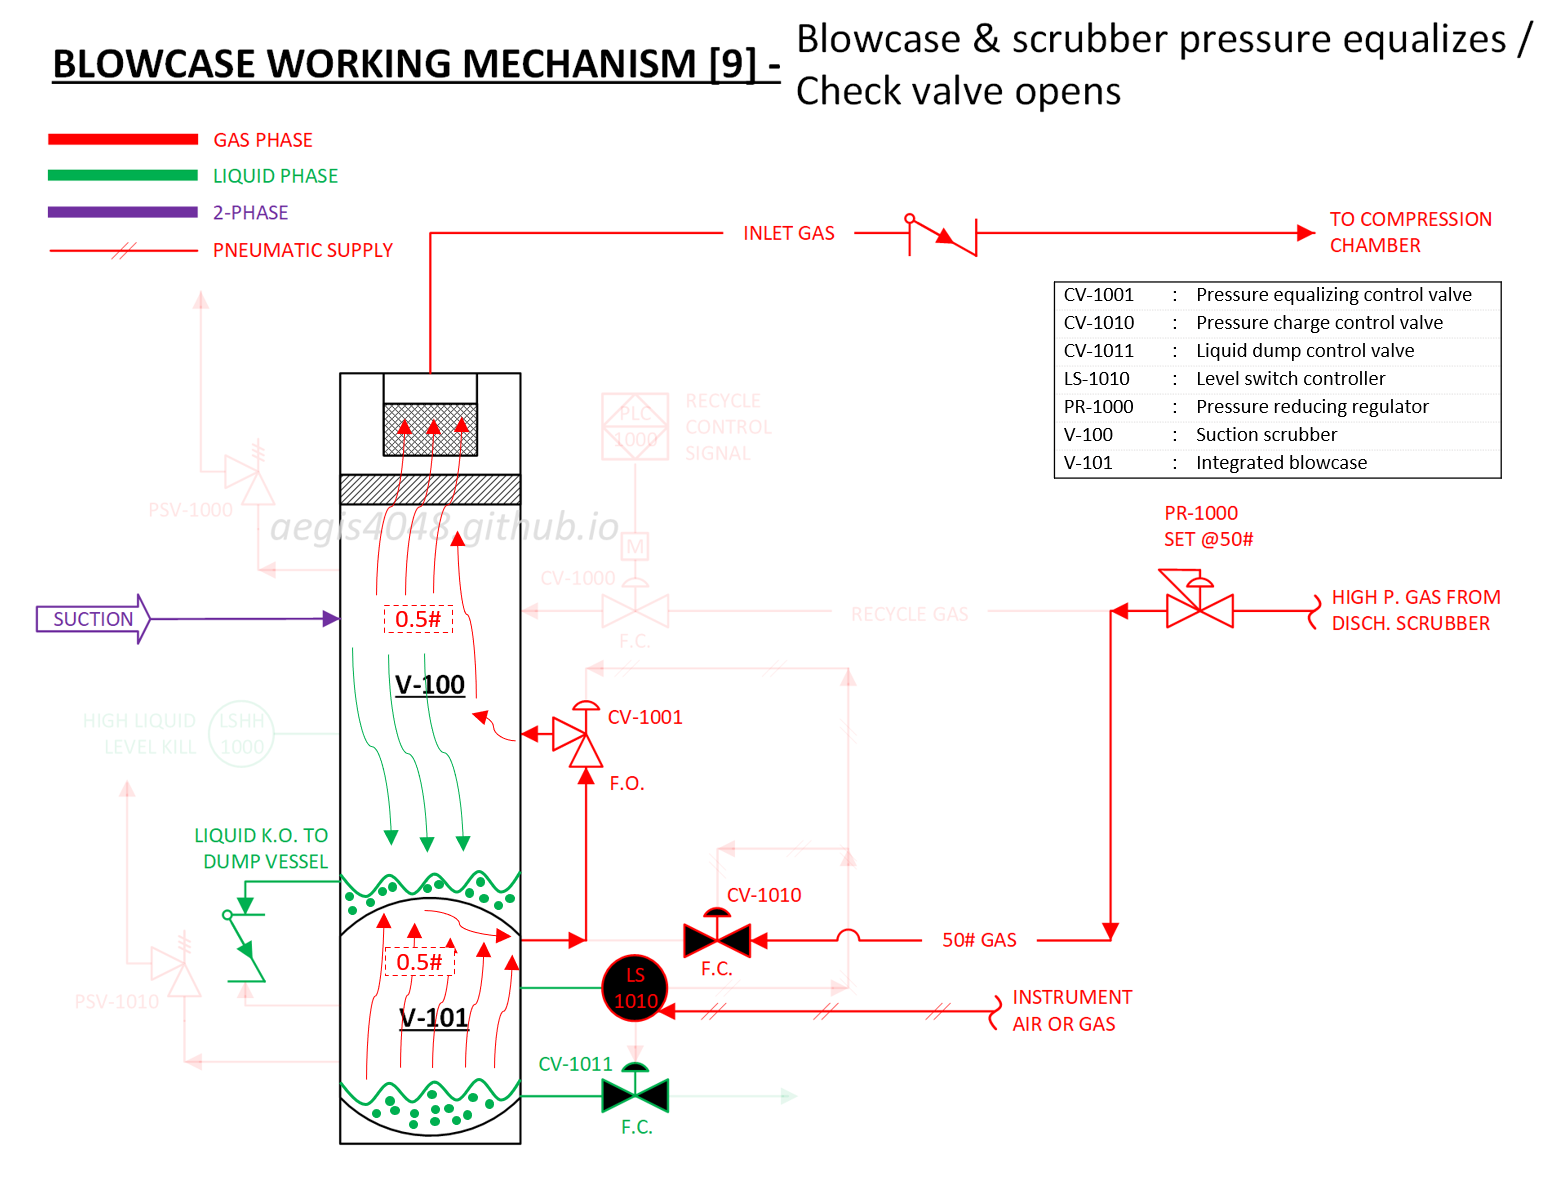 BLOWCASE WORKING MECHANISM [9] -
Blowcase & scrubber pressure equalizes /
Check valve opens
GAS PHASE
LIQUID PHASE
2-PHASE
PNEUMATIC SUPPLY
INLET GAS
TO COMPRESSION
CHAMBER
CV-1001 : Pressure equalizing control valve
CV-1010 : Pressure charge control valve
CV-1011 : Liquid dump control valve
LS-1010 : Level switch controller
PR-1000 : Pressure reducing regulator
V-100 : Suction scrubber
V-101 : Integrated blowcase
PLC
1000
RECYCLE
CONTROL
SIGNAL
PSV-1000
aegis4048.github.io
PR-1000
SET @50#
M
CV-1000
F.C.
RECYCLE GAS
HIGH P. GAS FROM
DISCH. SCRUBBER
SUCTION
0.5#
V-100
HIGH LIQUID
LEVEL KILL
LSHH
1000
CV-1001
F.O.
LIQUID K.O. TO
DUMP VESSEL
CV-1010
F.C.
50# GAS
0.5#
V-101
PSV-1010
LS
1010
INSTRUMENT
AIR OR GAS
CV-1011
F.C.